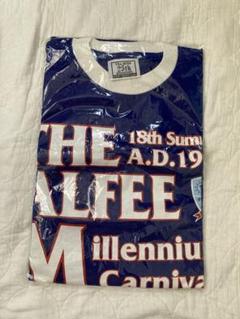 THE
18th Sum
A.D.19
ALFEE
Millenniu
Carniva